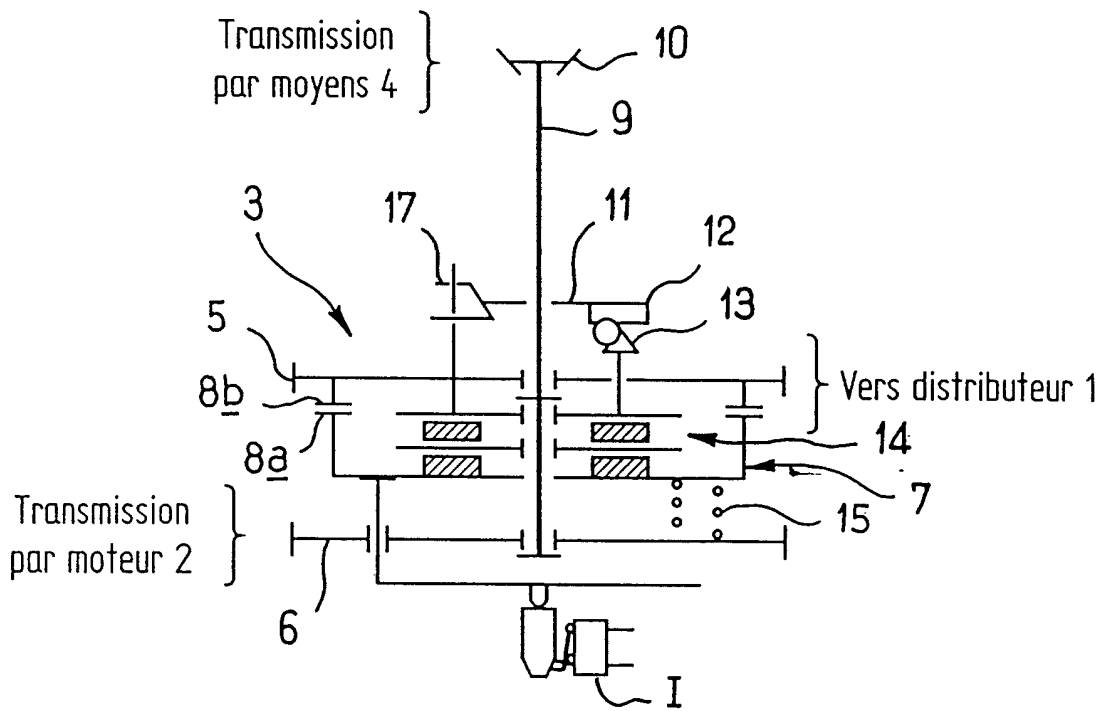 Transmission
par moyens 4
10
9
17
11
12
3
13
5
8b
Vers distributeur 1
8a
14
7
Transmission
par moteur 2
15
6
I